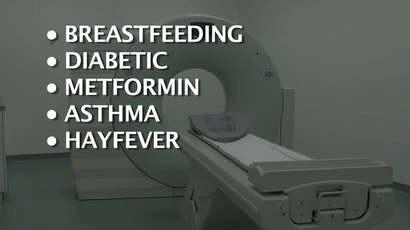 • BREASTFEEDING
• DIABETIC
• METFORMIN
• ASTHMA
• HAYFEVER